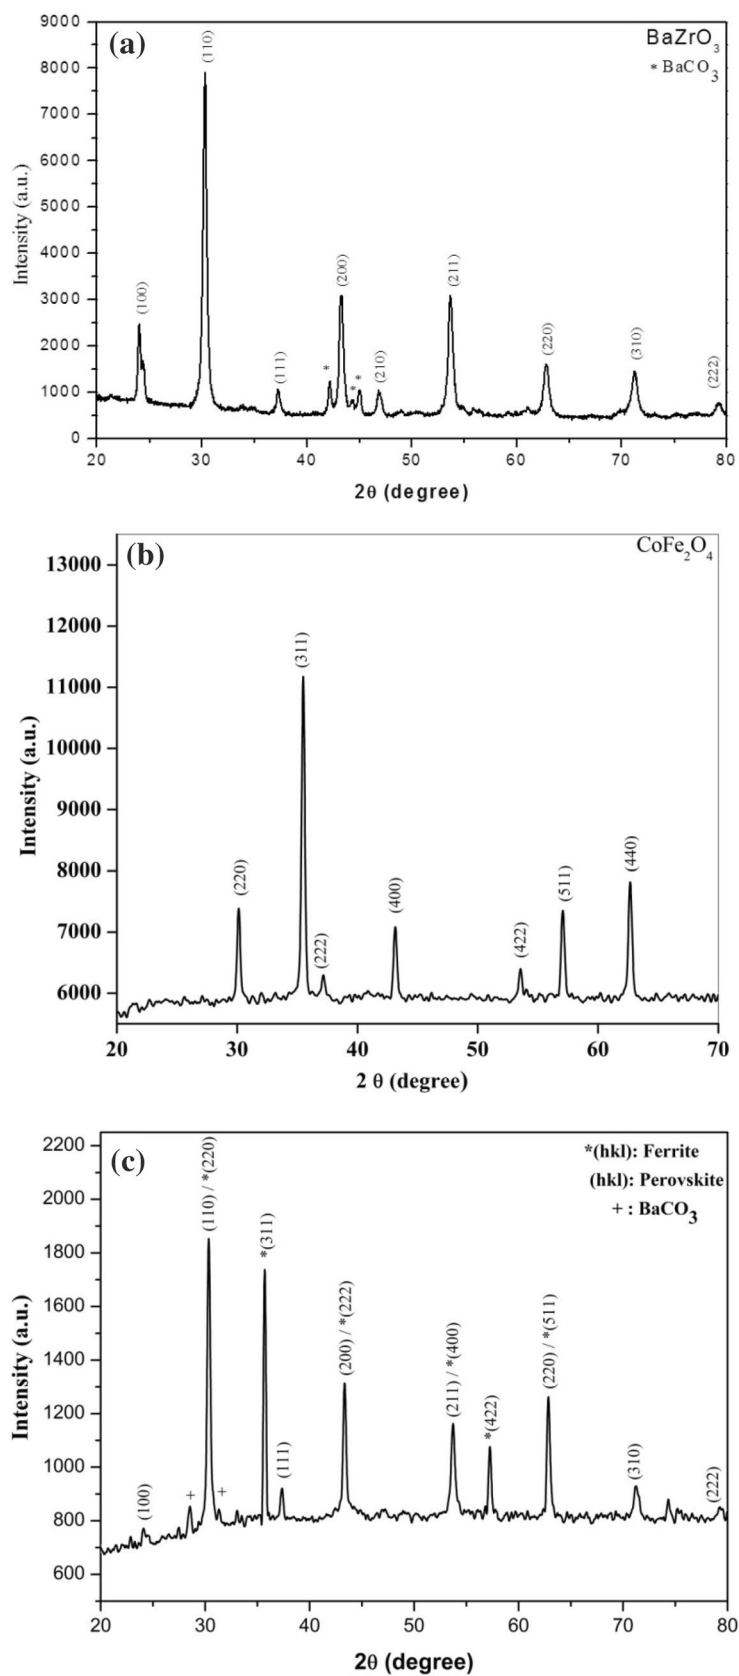 (a)
BaZrO3
* BaCO3
9000
8000
7000
6000
5000
4000
3000
2000
1000
0
Intensity (a.u.)
(100)
(110)
(111)
*
(200)
*
*
(210)
(211)
(220)
(310)
(222)
20 30 40 50 60 70 80
2θ (degree)
(b)
CoFe2O4
13000
12000
11000
10000
9000
8000
7000
6000
Intensity (a.u.)
(220)
(311)
(222)
(400)
(422)
(511)
(440)
20 30 40 50 60 70
2 θ (degree)
(c)
*(hkl): Ferrite
(hkl): Perovskite
+ : BaCO3
2200
2000
1800
1600
1400
1200
1000
800
600
Intensity (a.u.)
(100)
+
(110) / *(220)
+
*(311)
(111)
(200) / *(222)
(211) / *(400)
*(422)
(220) / *(511)
(310)
(222)
20 30 40 50 60 70 80
2θ (degree)